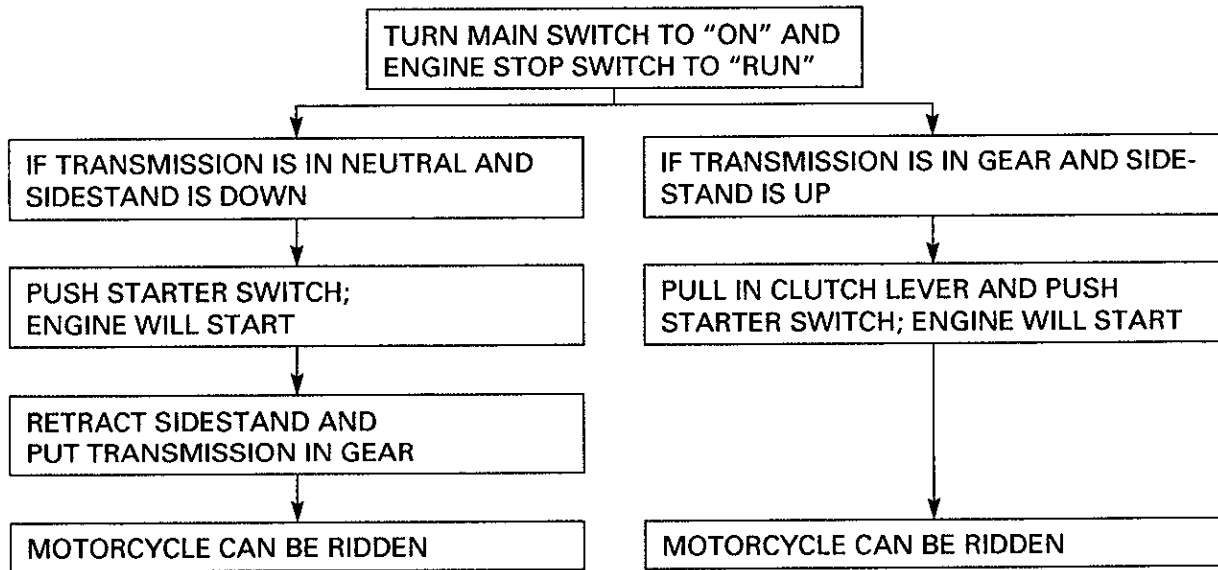 TURN MAIN SWITCH TO “ON” AND
ENGINE STOP SWITCH TO “RUN”
IF TRANSMISSION IS IN NEUTRAL AND
SIDESTAND IS DOWN
PUSH STARTER SWITCH;
ENGINE WILL START
RETRACT SIDESTAND AND
PUT TRANSMISSION IN GEAR
MOTORCYCLE CAN BE RIDDEN
IF TRANSMISSION IS IN GEAR AND SIDE-
STAND IS UP
PULL IN CLUTCH LEVER AND PUSH
STARTER SWITCH; ENGINE WILL START
MOTORCYCLE CAN BE RIDDEN